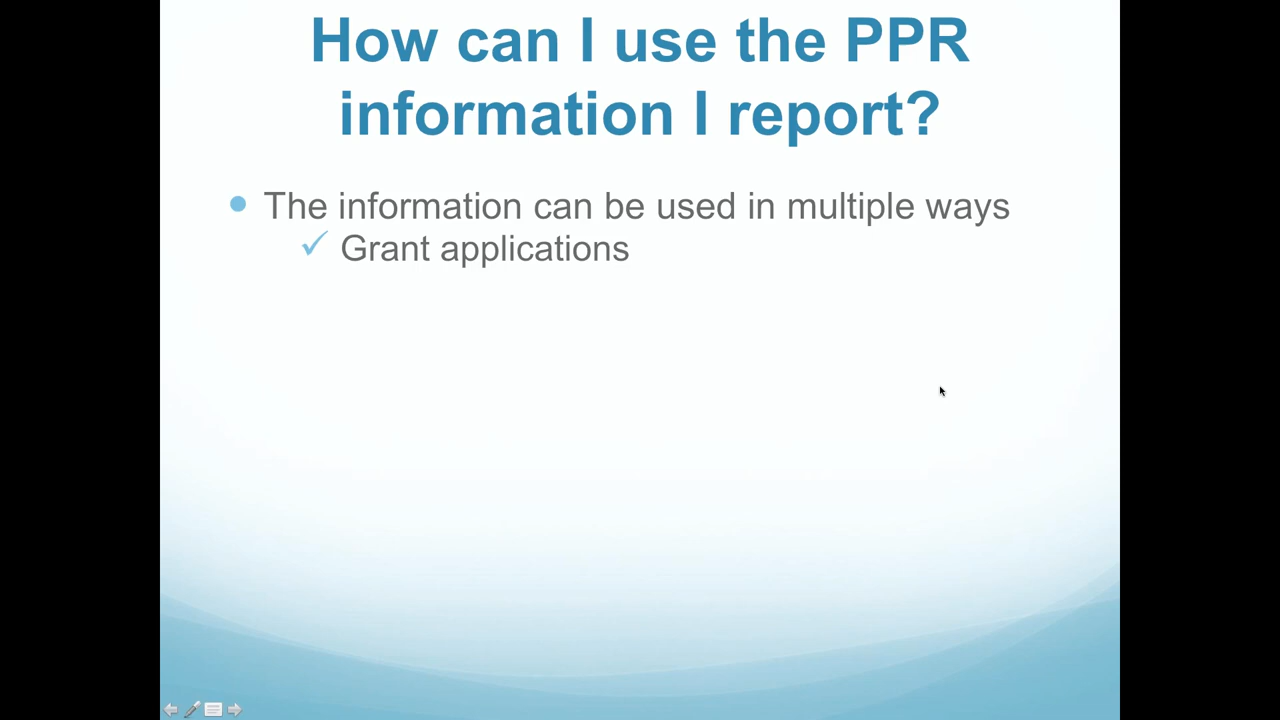 How can I use the PPR
information I report?
The information can be used in multiple ways
Grant applications